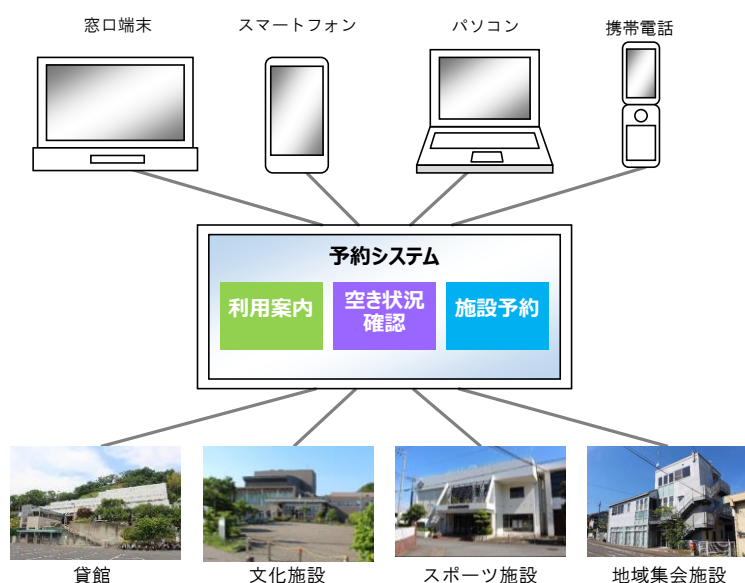 窓口端末
スマートフォン
パソコン
携帯電話
予約システム
利用案内
空き状況
確認
施設予約
貸館
文化施設
スポーツ施設
地域集会施設